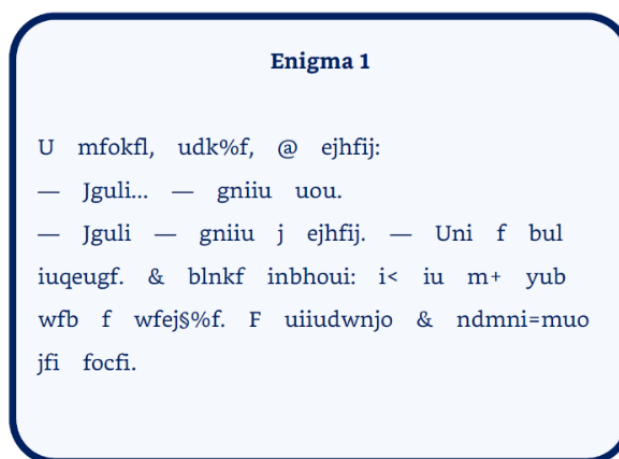 Enigma 1
U mfokfl, udk%f, @ ejhfij:
— Jguli... — gniiu uou.
— Jguli — gniiu j ejhfij. — Uni f bul
iuqeugf. & blnkf inbhoui: i< iu m+ yub
wfb f wfej§%f. F uiiudwnjo & ndmni=muo
jfi focfi.